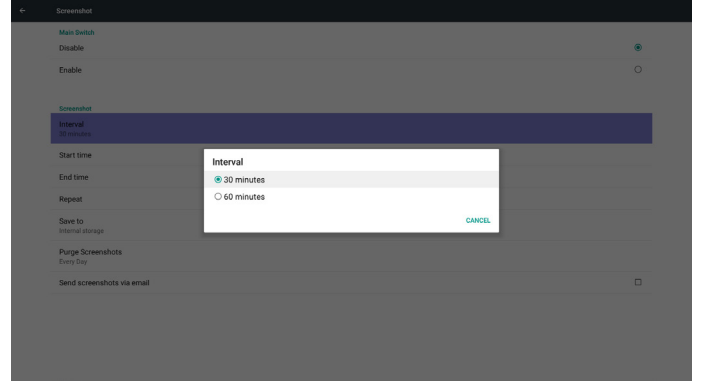 Screenshot
Main Switch
Disable
Enable
Screenshot
Interval
30 minutes
Start time
End time
Repeat
Save to
Internal storage
Purge Screenshots
Every Day
Send screenshots via email
Interval
30 minutes
60 minutes
CANCEL